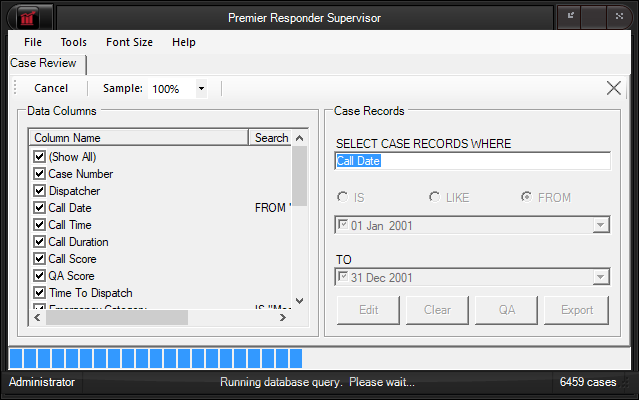 Premier Responder Supervisor
File Tools Font Size Help
Case Review
Cancel Sample: 100%
Data Columns
Column Name Search
(Show All)
Case Number
Dispatcher
Call Date FROM '
Call Time
Call Duration
Call Score
QA Score
Time To Dispatch
Emergency Category IS "Me
Case Records
SELECT CASE RECORDS WHERE
Call Date
IS LIKE FROM
01 Jan 2001
TO
31 Dec 2001
Edit Clear QA Export
Administrator Running database query. Please wait... 6459 cases